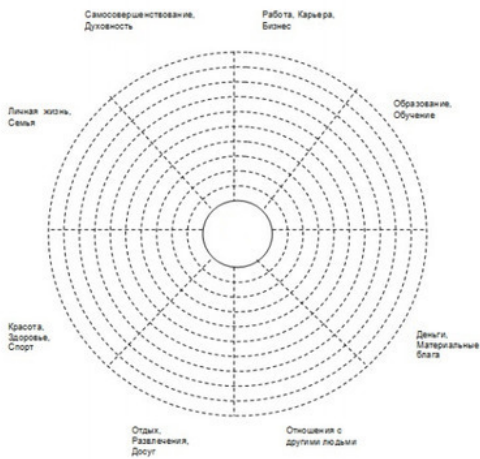 Самосовершенствование,
Духовность
Работа, Карьера,
Бизнес
Образование,
Обучение
Деньги,
Материальные
блага
Отношения с
другими людьми
Отдых,
Развлечения,
Досуг
Красота,
Здоровье,
Спорт
Личная жизнь,
Семья